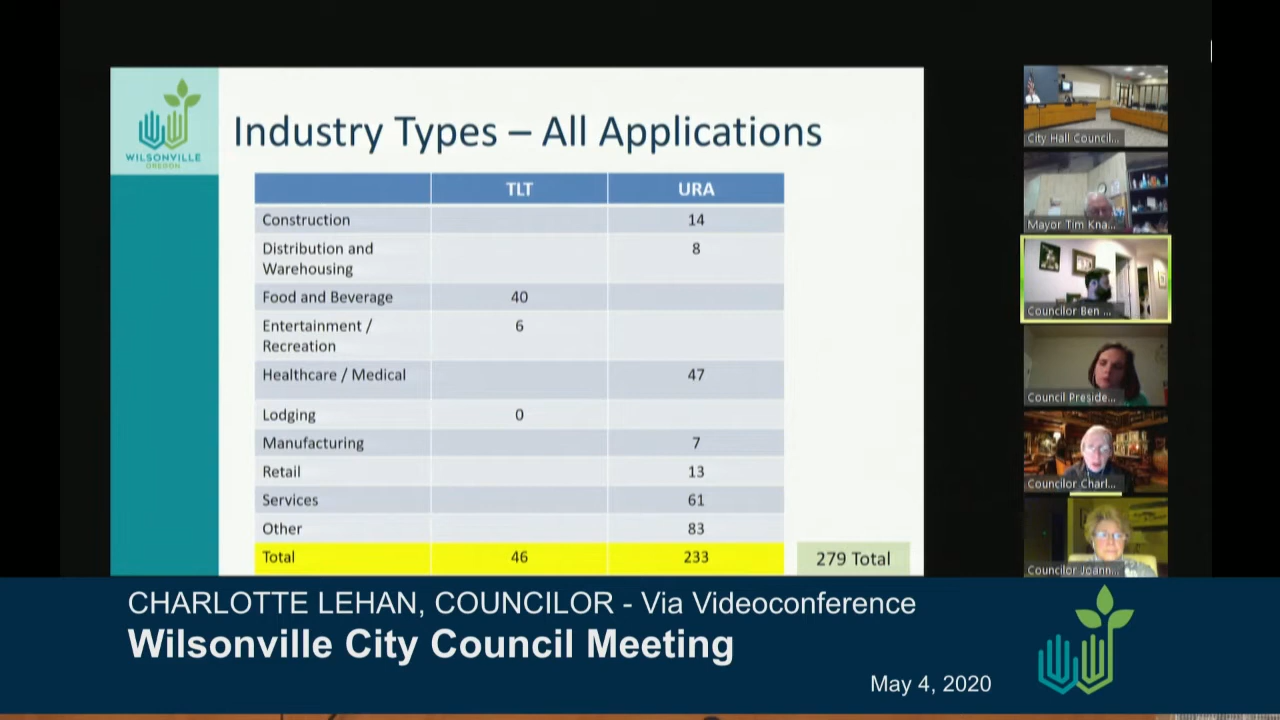 WILSONVILLE
OREGON
Industry Types – All Applications
TLT URA
Construction 14
Distribution and
Warehousing 8
Food and Beverage 40
Entertainment /
Recreation 6
Healthcare / Medical 47
Lodging 0
Manufacturing 7
Retail 13
Services 61
Other 83
Total 46 233
279 Total
City Hall Council...
Mayor Tim Kna...
Councilor Ben ...
Council Preside...
Councilor Charl...
Councilor Joann...
CHARLOTTE LEHAN, COUNCILOR - Via Videoconference
Wilsonville City Council Meeting
May 4, 2020